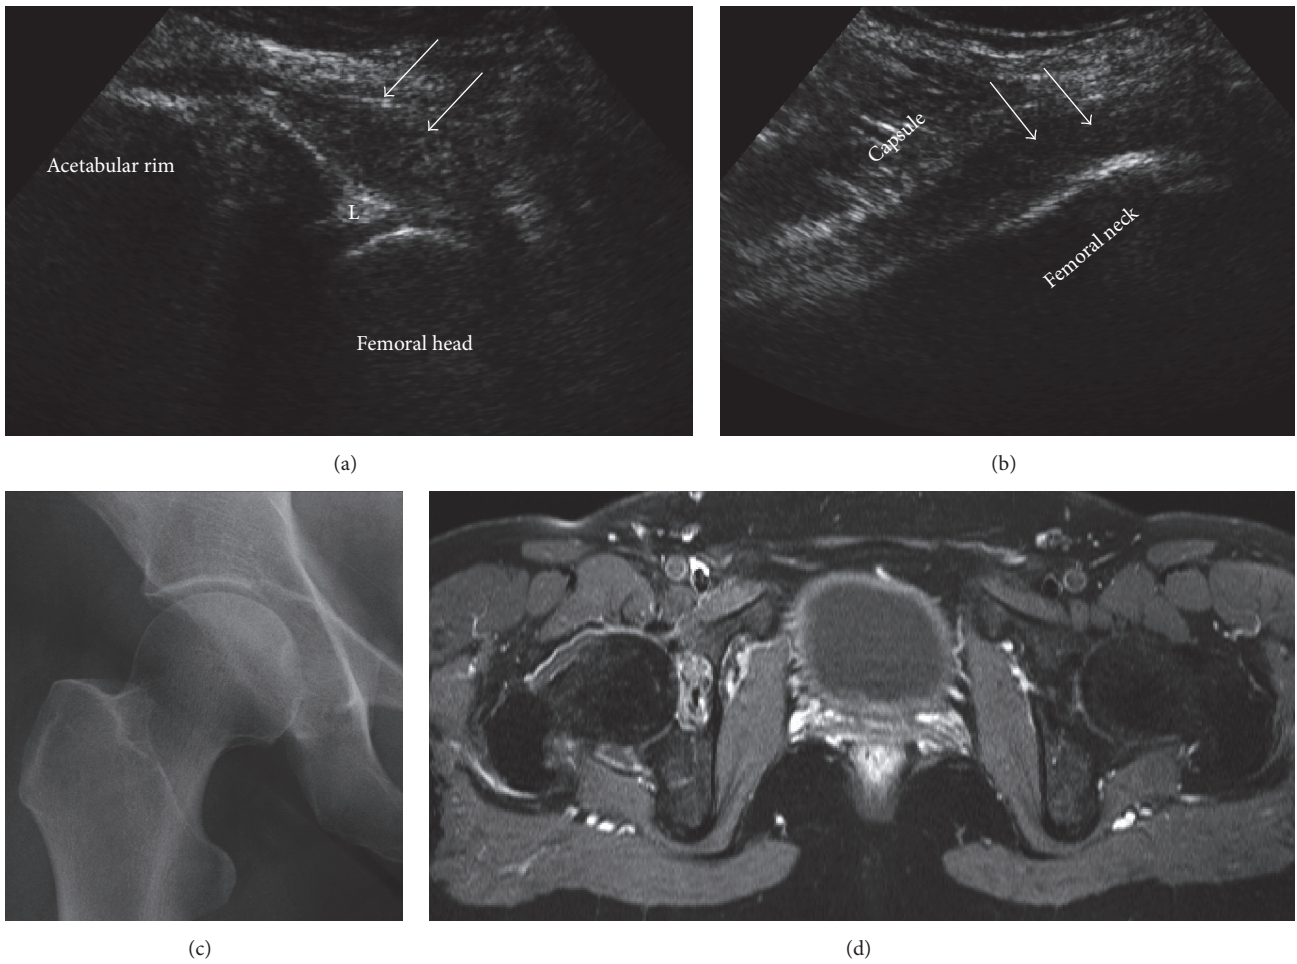 Acetabular rim
L
Femoral head
(a)
Capsule
Femoral neck
(b)
(c)
(d)